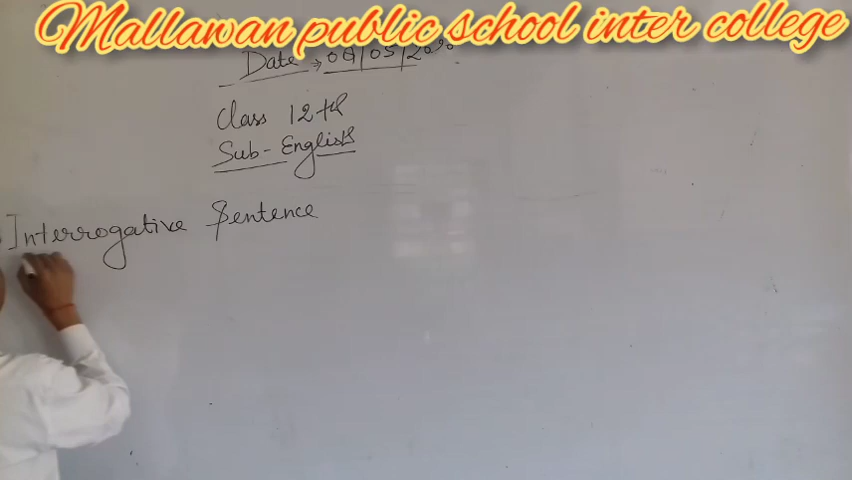 Mallawan public school inter college
Date → 09/05/20%
Class 12th
Sub- English
Interrogative Sentence